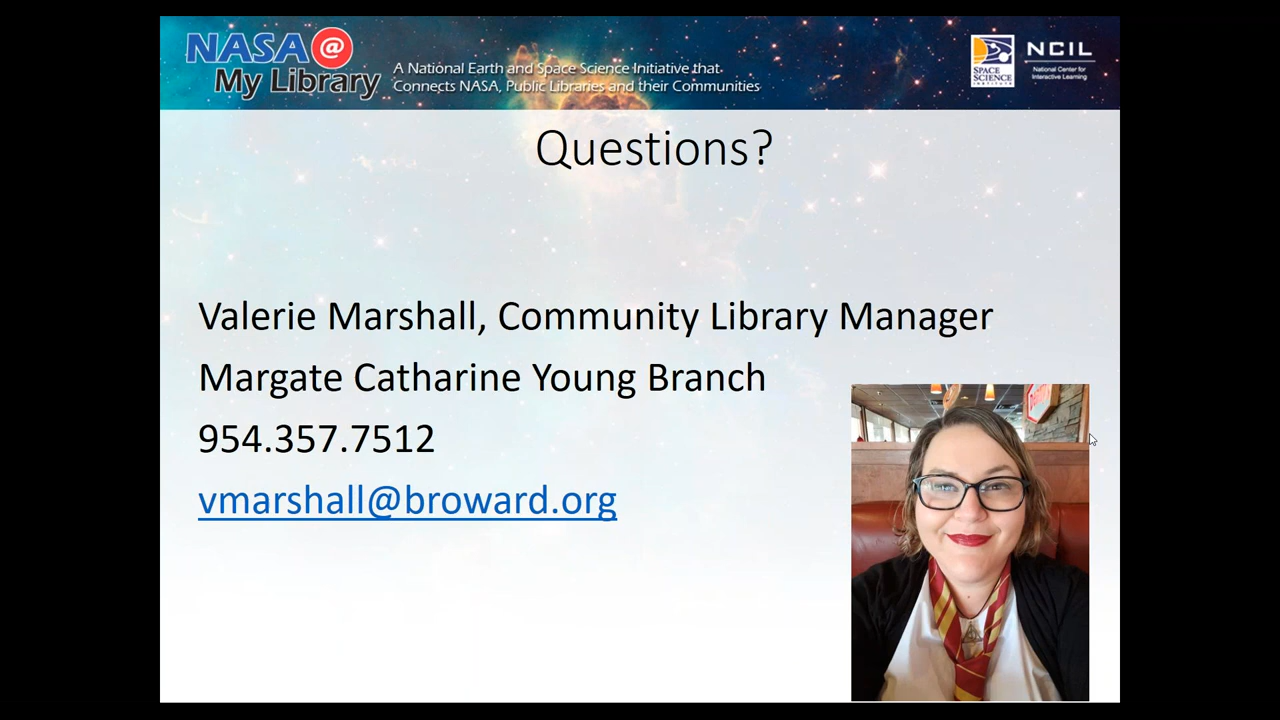 NASA@
My Library
A National Earth and Space Science Initiative that
Connects NASA, Public Libraries and their Communities
SPACE
SCIENCE
INSTITUTE
NCIL
National Center for
Interactive Learning
Questions?
Valerie Marshall, Community Library Manager
Margate Catharine Young Branch
954.357.7512
vmarshall@broward.org